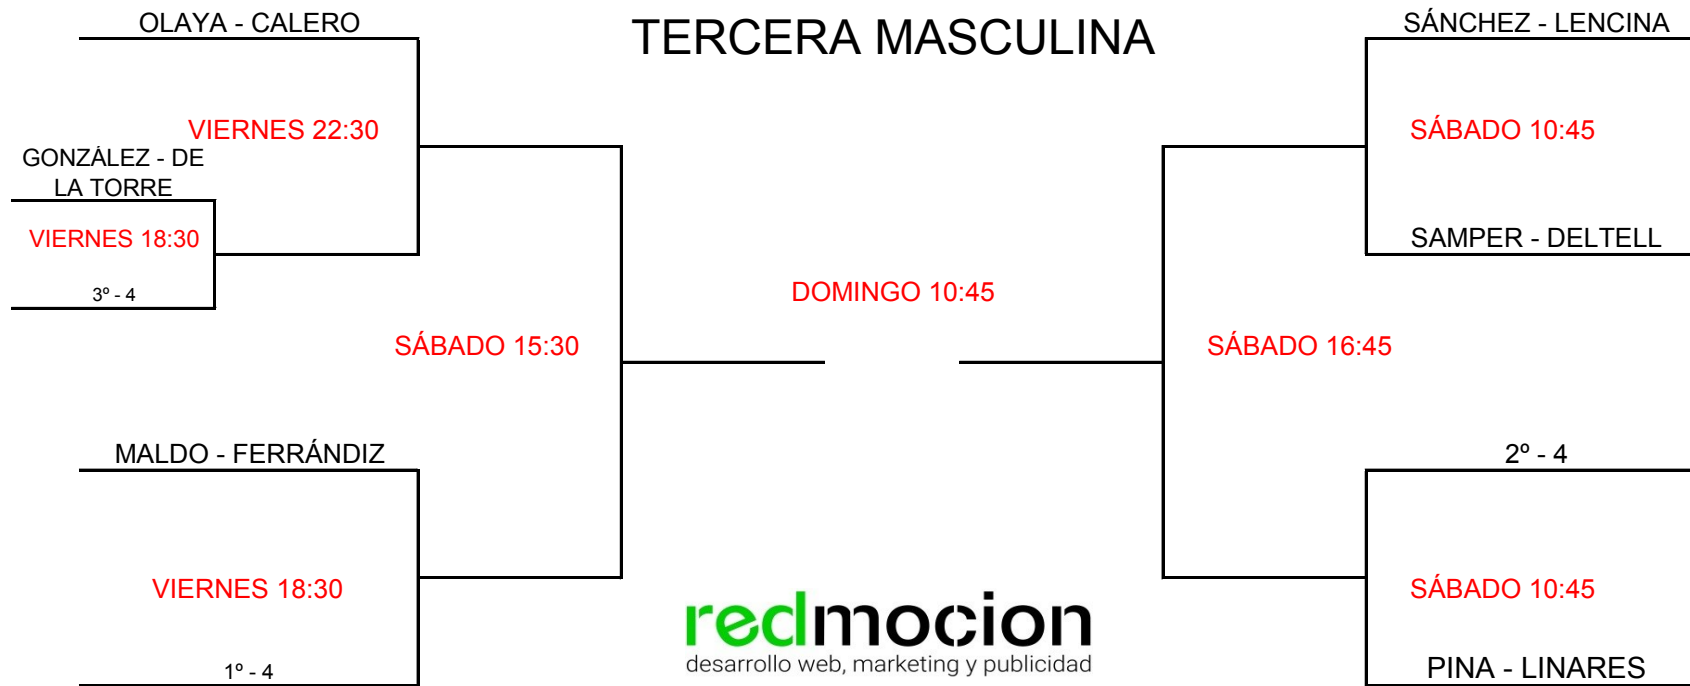 OLAYA - CALERO
TERCERA MASCULINA
SÁNCHEZ - LENCINA
VIERNES 22:30
SÁBADO 10:45
GONZÁLEZ - DE
LA TORRE
VIERNES 18:30
SAMPER - DELTELL
3º - 4
DOMINGO 10:45
SÁBADO 15:30
SÁBADO 16:45
MALDO - FERRÁNDIZ
2º - 4
VIERNES 18:30
SÁBADO 10:45
redmocion
desarrollo web, marketing y publicidad
1º - 4
PINA - LINARES